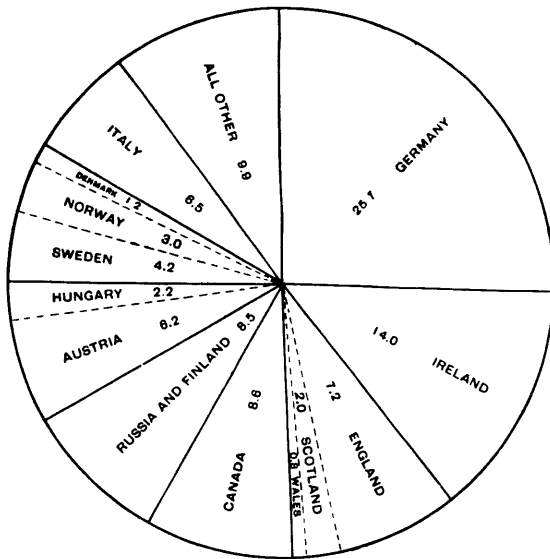 ALL OTHER
9.9
GERMANY
25.7
IRELAND
14.0
ENGLAND
7.2
SCOTLAND
2.0
0.8 WALES
CANADA
8.6
RUSSIA AND FINLAND
8.5
AUSTRIA
6.2
HUNGARY 2.2
SWEDEN
4.2
NORWAY
3.0
DENMARK 1.2
ITALY
6.5